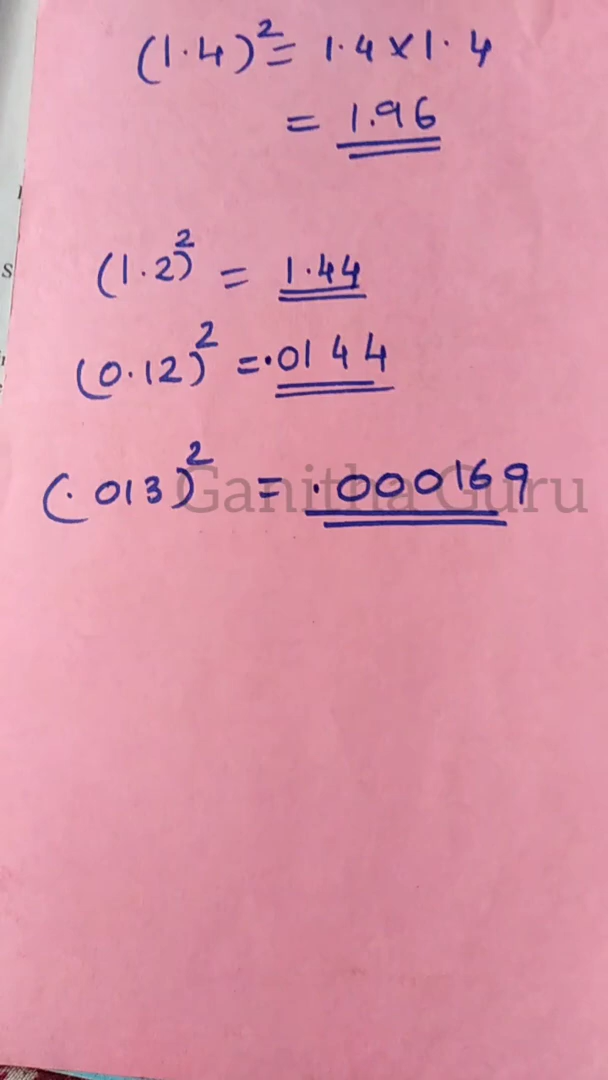 (1.4)² = 1.4 × 1.4
= 1.96
(1.2)² = 1.44
(0.12)² = .0144
(.013)² = .000169
Ganitha Guru